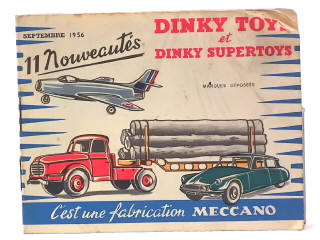 SEPTEMBRE 1956
11 Nouveautés
DINKY TOYS
et
DINKY SUPERTOYS
MARQUES DÉPOSÉES
C'est une fabrication MECCANO